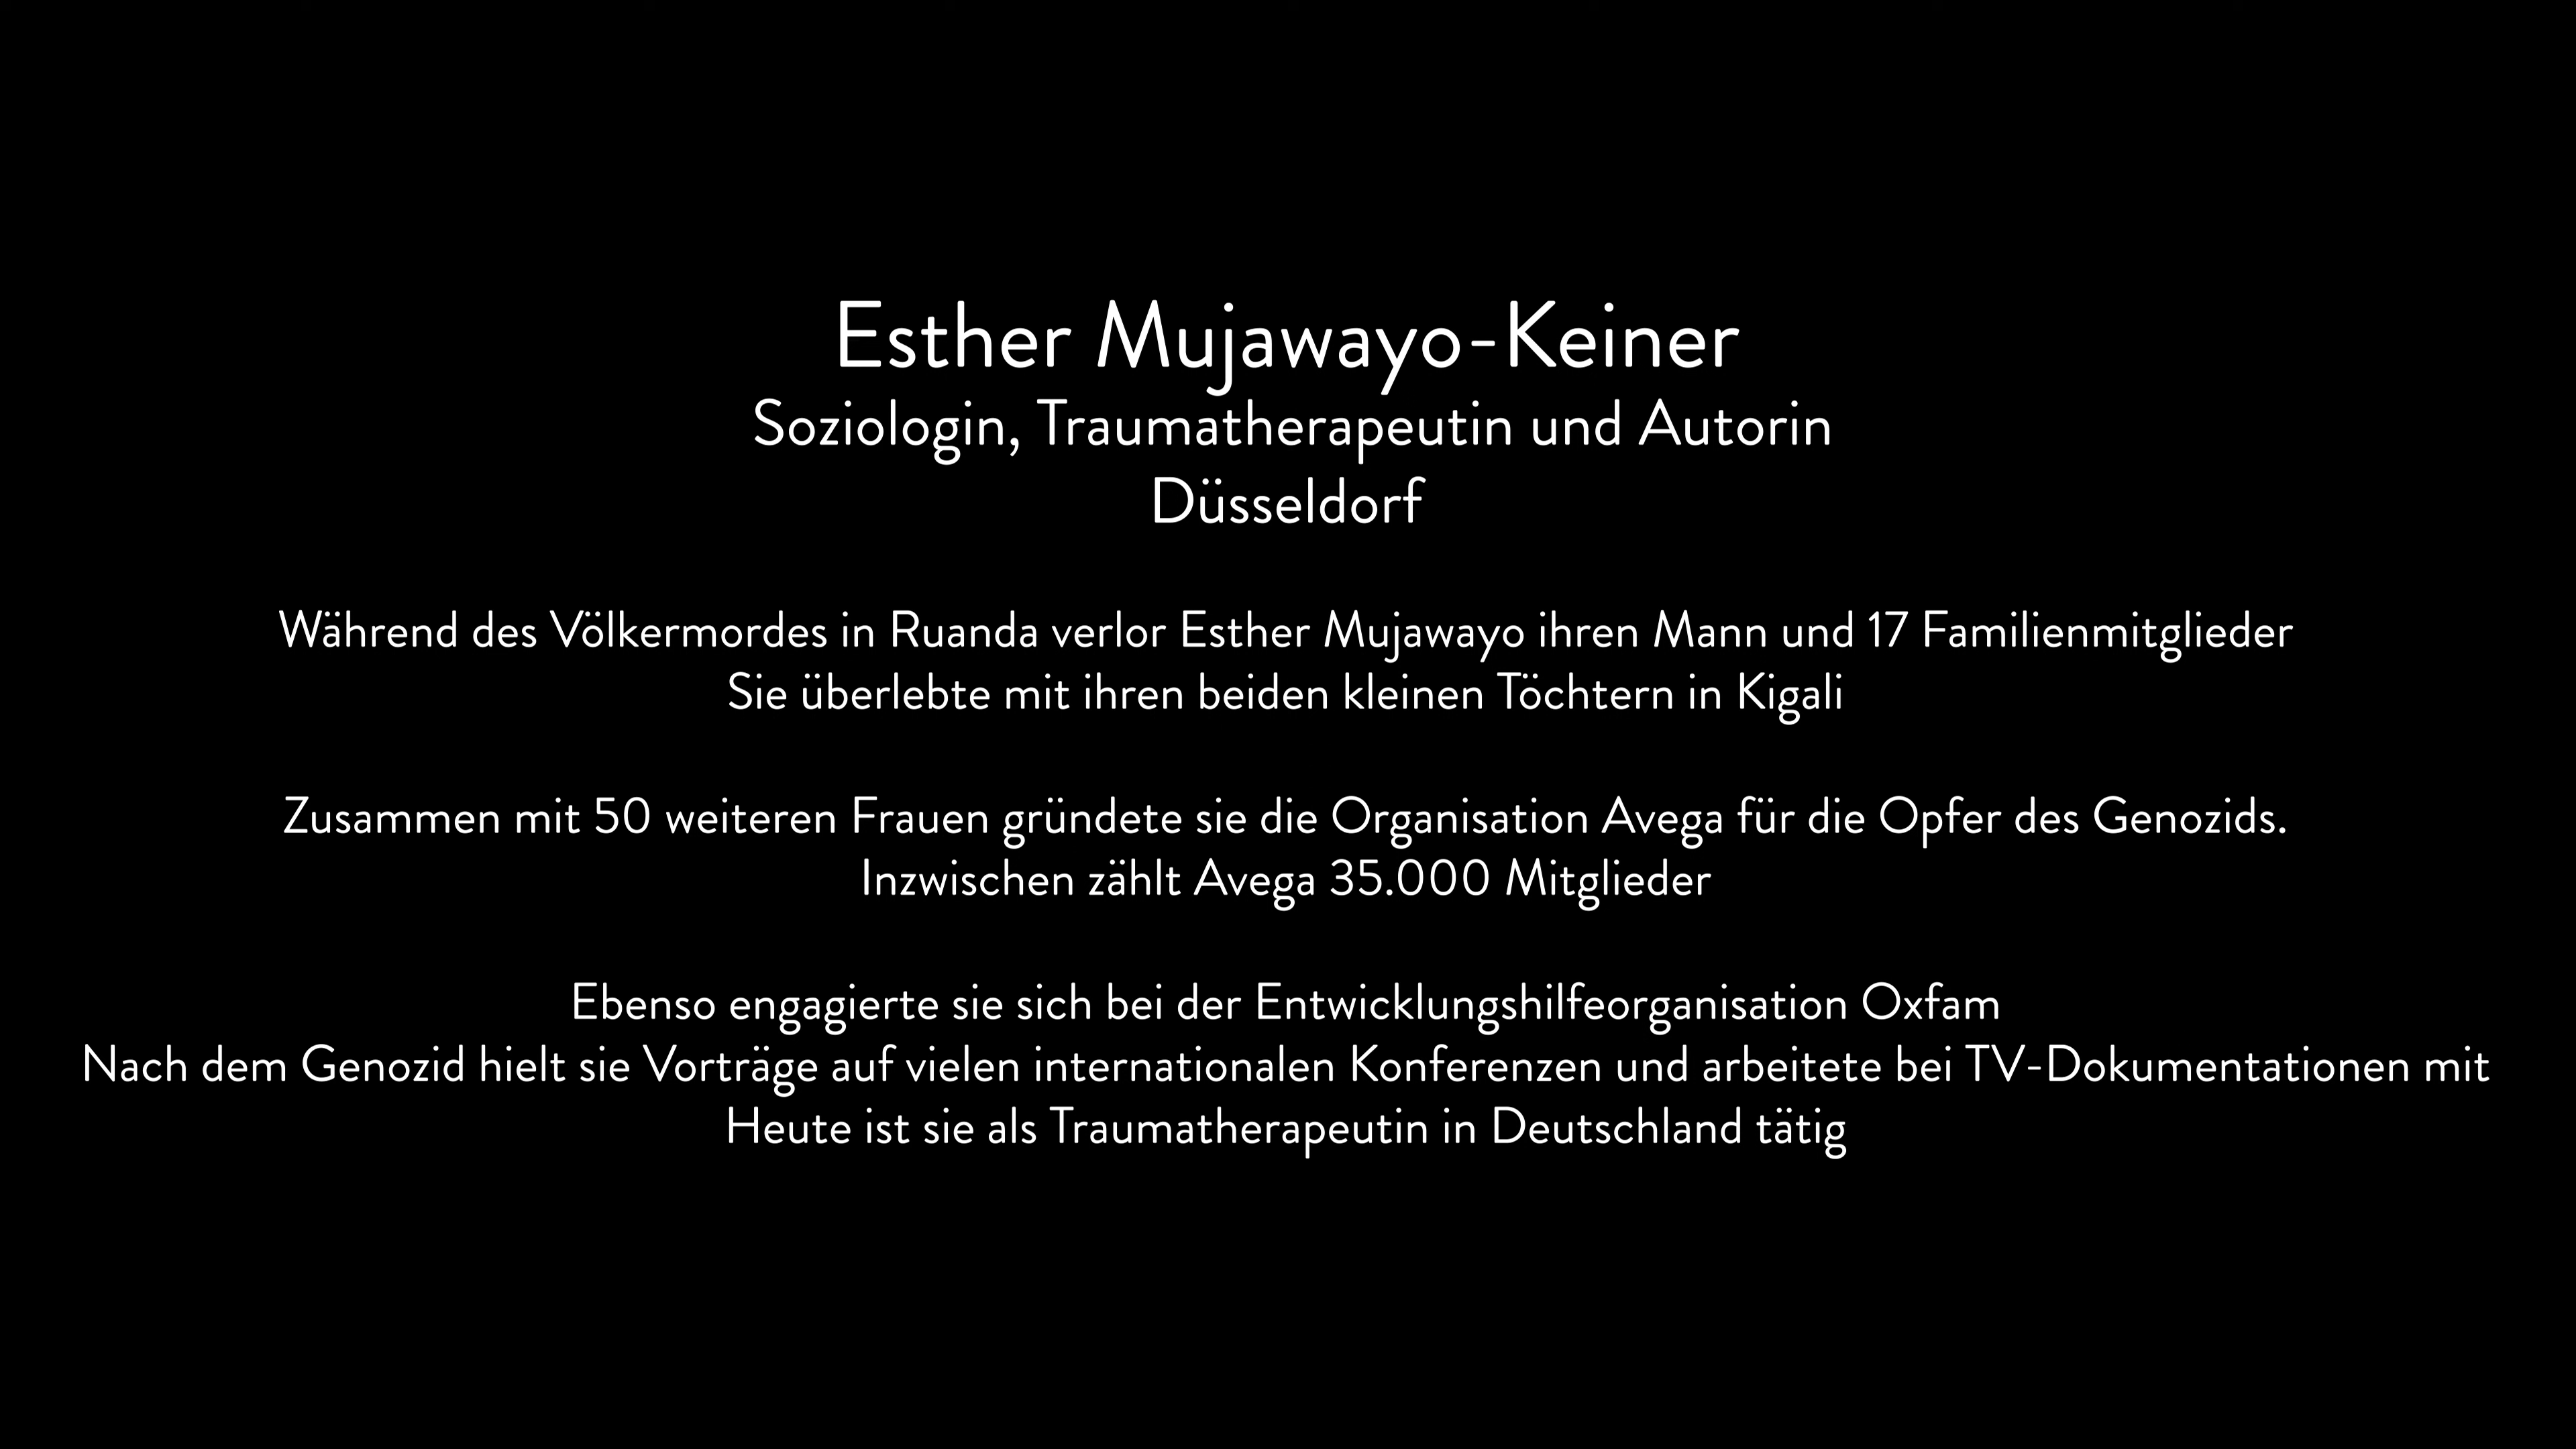 Esther Mujawayo-Keiner
Soziologin, Traumatherapeutin und Autorin
Düsseldorf
Während des Völkermordes in Ruanda verlor Esther Mujawayo ihren Mann und 17 Familienmitglieder
Sie überlebte mit ihren beiden kleinen Töchtern in Kigali
Zusammen mit 50 weiteren Frauen gründete sie die Organisation Avega für die Opfer des Genozids.
Inzwischen zählt Avega 35.000 Mitglieder
Ebenso engagierte sie sich bei der Entwicklungshilfeorganisation Oxfam
Nach dem Genozid hielt sie Vorträge auf vielen internationalen Konferenzen und arbeitete bei TV-Dokumentationen mit
Heute ist sie als Traumatherapeutin in Deutschland tätig